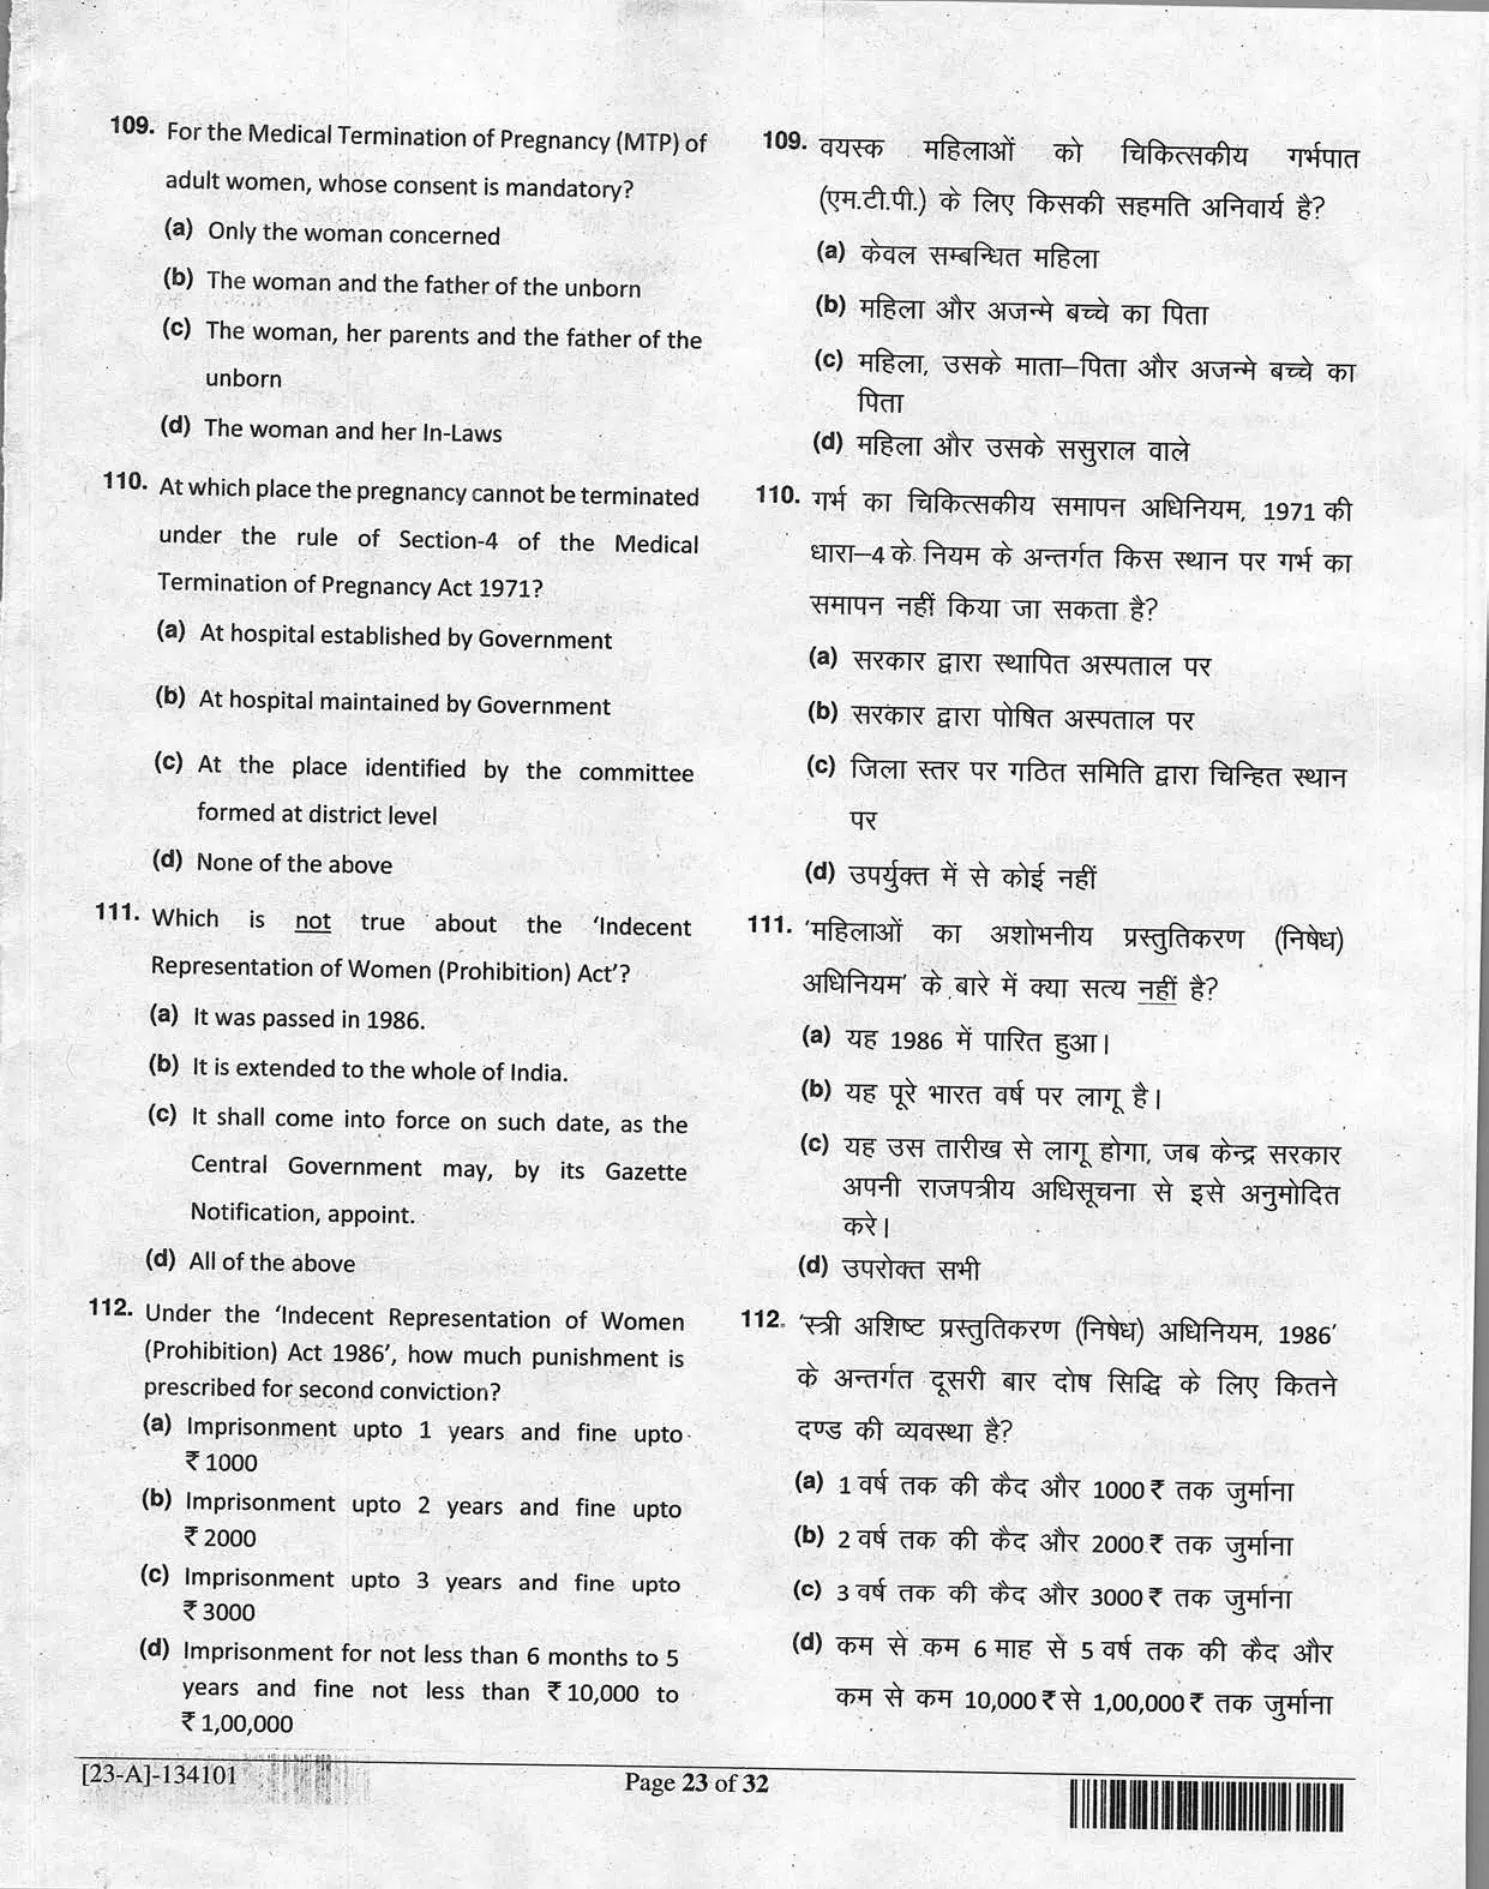 109. For the Medical Termination of Pregnancy (MTP) of
adult women, whose consent is mandatory?
(a) Only the woman concerned
(b) The woman and the father of the unborn
(c) The woman, her parents and the father of the
unborn
(d) The woman and her In-Laws
110. At which place the pregnancy cannot be terminated
under the rule of Section-4 of the Medical
Termination of Pregnancy Act 1971?
(a) At hospital established by Government
(b) At hospital maintained by Government
(c) At the place identified by the committee
formed at district level
(d) None of the above
111. Which is not true about the 'Indecent
Representation of Women (Prohibition) Act'?
(a) It was passed in 1986.
(b) It is extended to the whole of India.
(c) It shall come into force on such date, as the
Central Government may, by its Gazette
Notification, appoint.
(d) All of the above
112. Under the 'Indecent Representation of Women
(Prohibition) Act 1986', how much punishment is
prescribed for second conviction?
(a) Imprisonment upto 1 years and fine upto
₹ 1000
(b) Imprisonment upto 2 years and fine upto
₹ 2000
(c) Imprisonment upto 3 years and fine upto
₹ 3000
(d) Imprisonment for not less than 6 months to 5
years and fine not less than ₹ 10,000 to
₹ 1,00,000
109. वयस्क महिलाओं को चिकित्सकीय गर्भपात
(एम.टी.पी.) के लिए किसकी सहमति अनिवार्य है?
(a) केवल सम्बन्धित महिला
(b) महिला और अजन्मे बच्चे का पिता
(c) महिला, उसके माता–पिता और अजन्मे बच्चे का
पिता
(d) महिला और उसके ससुराल वाले
110. गर्भ का चिकित्सकीय समापन अधिनियम, 1971 की
धारा–4 के नियम के अन्तर्गत किस स्थान पर गर्भ का
समापन नहीं किया जा सकता है?
(a) सरकार द्वारा स्थापित अस्पताल पर
(b) सरकार द्वारा पोषित अस्पताल पर
(c) जिला स्तर पर गठित समिति द्वारा चिन्हित स्थान
पर
(d) उपर्युक्त में से कोई नहीं
111. 'महिलाओं का अशोभनीय प्रस्तुतिकरण (निषेध)
अधिनियम' के बारे में क्या सत्य नहीं है?
(a) यह 1986 में पारित हुआ।
(b) यह पूरे भारत वर्ष पर लागू है।
(c) यह उस तारीख से लागू होगा, जब केन्द्र सरकार
अपनी राजपत्रीय अधिसूचना से इसे अनुमोदित
करे।
(d) उपरोक्त सभी
112. 'स्त्री अशिष्ट प्रस्तुतिकरण (निषेध) अधिनियम, 1986'
के अन्तर्गत दूसरी बार दोष सिद्धि के लिए कितने
दण्ड की व्यवस्था है?
(a) 1 वर्ष तक की कैद और 1000 ₹ तक जुर्माना
(b) 2 वर्ष तक की कैद और 2000 ₹ तक जुर्माना
(c) 3 वर्ष तक की कैद और 3000 ₹ तक जुर्माना
(d) कम से कम 6 माह से 5 वर्ष तक की कैद और
कम से कम 10,000 ₹ से 1,00,000 ₹ तक जुर्माना
[23-A]-134101
Page 23 of 32